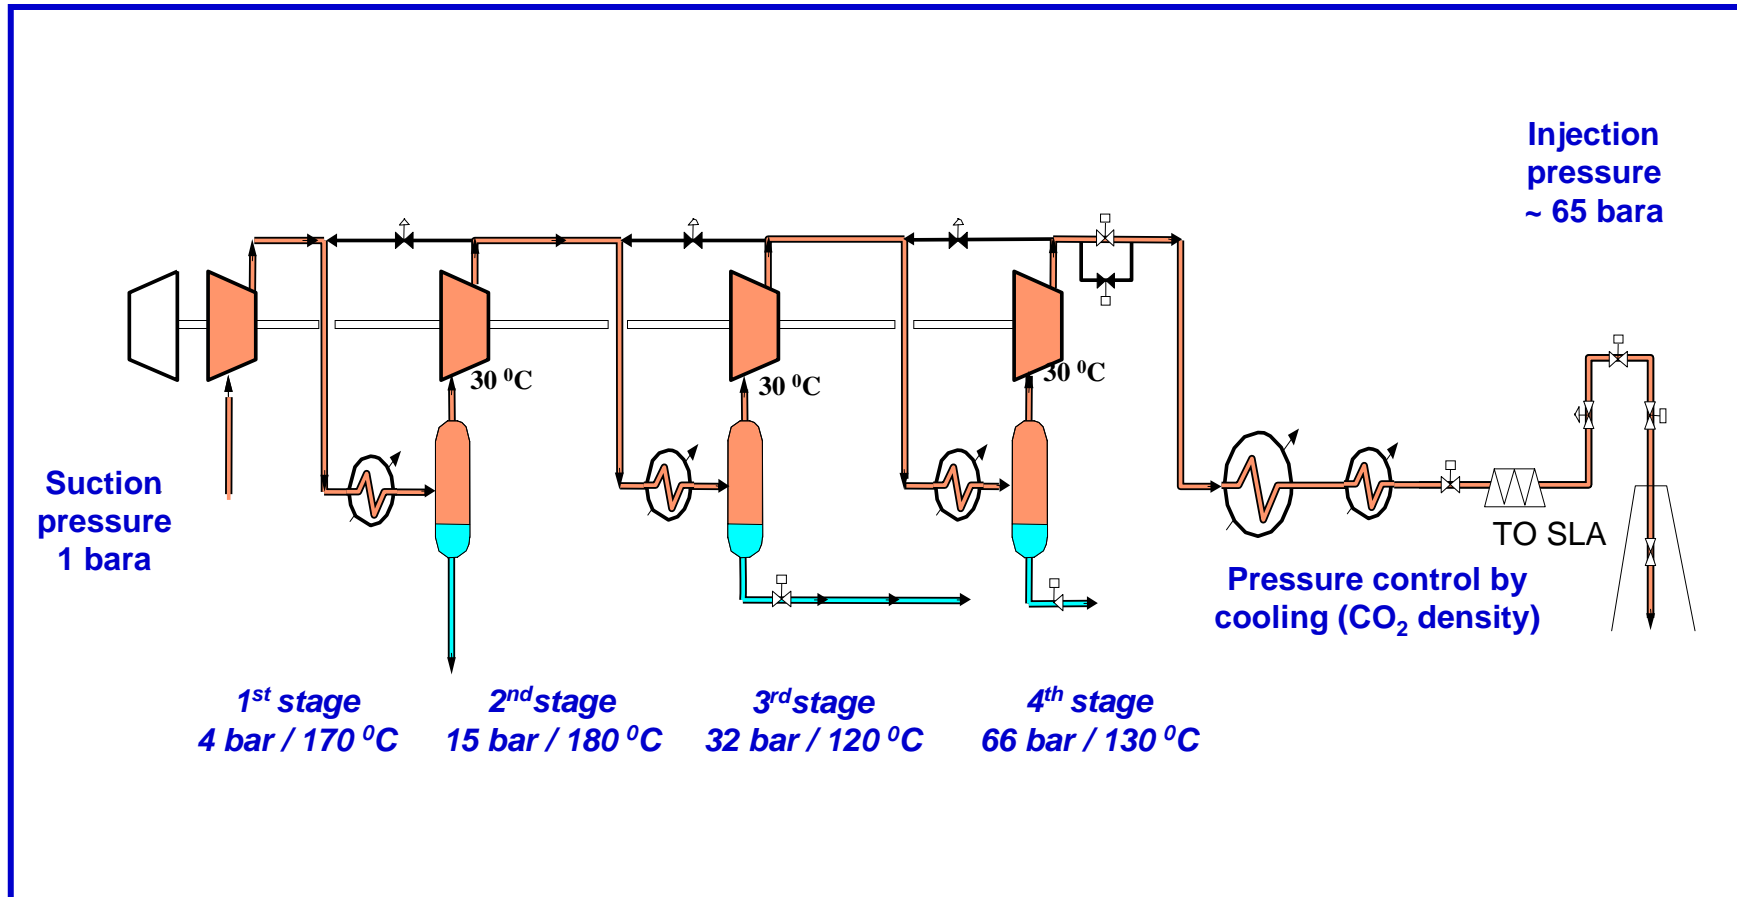 Injection
pressure
~ 65 bara
30 ⁰C
30 ⁰C
30 ⁰C
Suction
pressure
1 bara
TO SLA
Pressure control by
cooling (CO₂ density)
1ˢᵗ stage
4 bar / 170 ⁰C
2ⁿᵈ stage
15 bar / 180 ⁰C
3ʳᵈ stage
32 bar / 120 ⁰C
4ᵗʰ stage
66 bar / 130 ⁰C